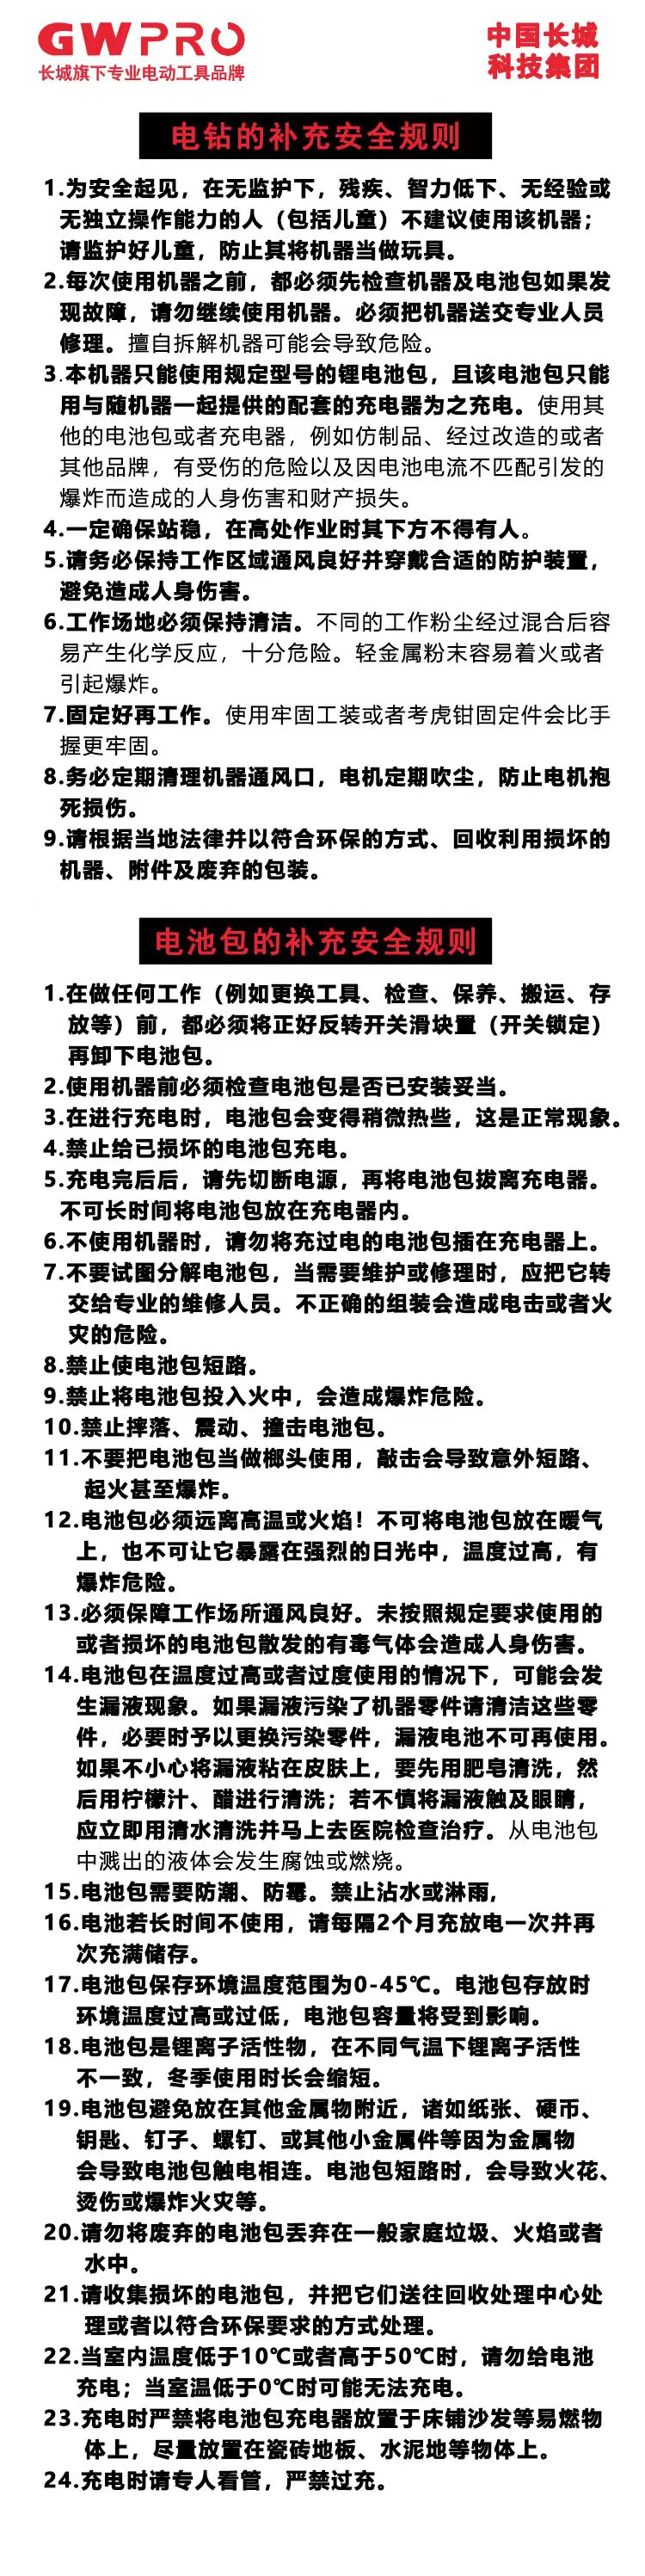 GWPRO
长城旗下专业电动工具品牌
中国长城
科技集团
电钻的补充安全规则
1.为安全起见，在无监护下，残疾、智力低下、无经验或
无独立操作能力的人（包括儿童）不建议使用该机器；
请监护好儿童，防止其将机器当做玩具。
2.每次使用机器之前，都必须先检查机器及电池包如果发
现故障，请勿继续使用机器。必须把机器送交专业人员
修理。擅自拆解机器可能会导致危险。
3.本机器只能使用规定型号的锂电池包，且该电池包只能
用与随机器一起提供的配套的充电器为之充电。使用其
他的电池包或者充电器，例如仿制品、经过改造的或者
其他品牌，有受伤的危险以及因电池电流不匹配引发的
爆炸而造成的人身伤害和财产损失。
4.一定确保站稳，在高处作业时其下方不得有人。
5.请务必保持工作区域通风良好并穿戴合适的防护装置，
避免造成人身伤害。
6.工作场地必须保持清洁。不同的工作粉尘经过混合后容
易产生化学反应，十分危险。轻金属粉末容易着火或者
引起爆炸。
7.固定好再工作。使用牢固工装或者考虎钳固定件会比手
握更牢固。
8.务必定期清理机器通风口，电机定期吹尘，防止电机抱
死损伤。
9.请根据当地法律并以符合环保的方式、回收利用损坏的
机器、附件及废弃的包装。
电池包的补充安全规则
1.在做任何工作（例如更换工具、检查、保养、搬运、存
放等）前，都必须将正好反转开关滑块置（开关锁定）
再卸下电池包。
2.使用机器前必须检查电池包是否已安装妥当。
3.在进行充电时，电池包会变得稍微热些，这是正常现象。
4.禁止给已损坏的电池包充电。
5.充电完后后，请先切断电源，再将电池包拔离充电器。
不可长时间将电池包放在充电器内。
6.不使用机器时，请勿将充过电的电池包插在充电器上。
7.不要试图分解电池包，当需要维护或修理时，应把它转
交给专业的维修人员。不正确的组装会造成电击或者火
灾的危险。
8.禁止使电池包短路。
9.禁止将电池包投入火中，会造成爆炸危险。
10.禁止摔落、震动、撞击电池包。
11.不要把电池包当做榔头使用，敲击会导致意外短路、
起火甚至爆炸。
12.电池包必须远离高温或火焰！不可将电池包放在暖气
上，也不可让它暴露在强烈的日光中，温度过高，有
爆炸危险。
13.必须保障工作场所通风良好。未按照规定要求使用的
或者损坏的电池包散发的有毒气体会造成人身伤害。
14.电池包在温度过高或者过度使用的情况下，可能会发
生漏液现象。如果漏液污染了机器零件请清洁这些零
件，必要时予以更换污染零件，漏液电池不可再使用。
如果不小心将漏液粘在皮肤上，要先用肥皂清洗，然
后用柠檬汁、醋进行清洗；若不慎将漏液触及眼睛，
应立即用清水清洗并马上去医院检查治疗。从电池包
中溅出的液体会发生腐蚀或燃烧。
15.电池包需要防潮、防霉。禁止沾水或淋雨，
16.电池若长时间不使用，请每隔2个月充放电一次并再
次充满储存。
17.电池包保存环境温度范围为0-45℃。电池包存放时
环境温度过高或过低，电池包容量将受到影响。
18.电池包是锂离子活性物，在不同气温下锂离子活性
不一致，冬季使用时长会缩短。
19.电池包避免放在其他金属物附近，诸如纸张、硬币、
钥匙、钉子、螺钉、或其他小金属件等因为金属物
会导致电池包触电相连。电池包短路时，会导致火花、
烫伤或爆炸火灾等。
20.请勿将废弃的电池包丢弃在一般家庭垃圾、火焰或者
水中。
21.请收集损坏的电池包，并把它们送往回收处理中心处
理或者以符合环保要求的方式处理。
22.当室内温度低于10℃或者高于50℃时，请勿给电池
充电；当室温低于0℃时可能无法充电。
23.充电时严禁将电池包充电器放置于床铺沙发等易燃物
体上，尽量放置在瓷砖地板、水泥地等物体上。
24.充电时请专人看管，严禁过充。